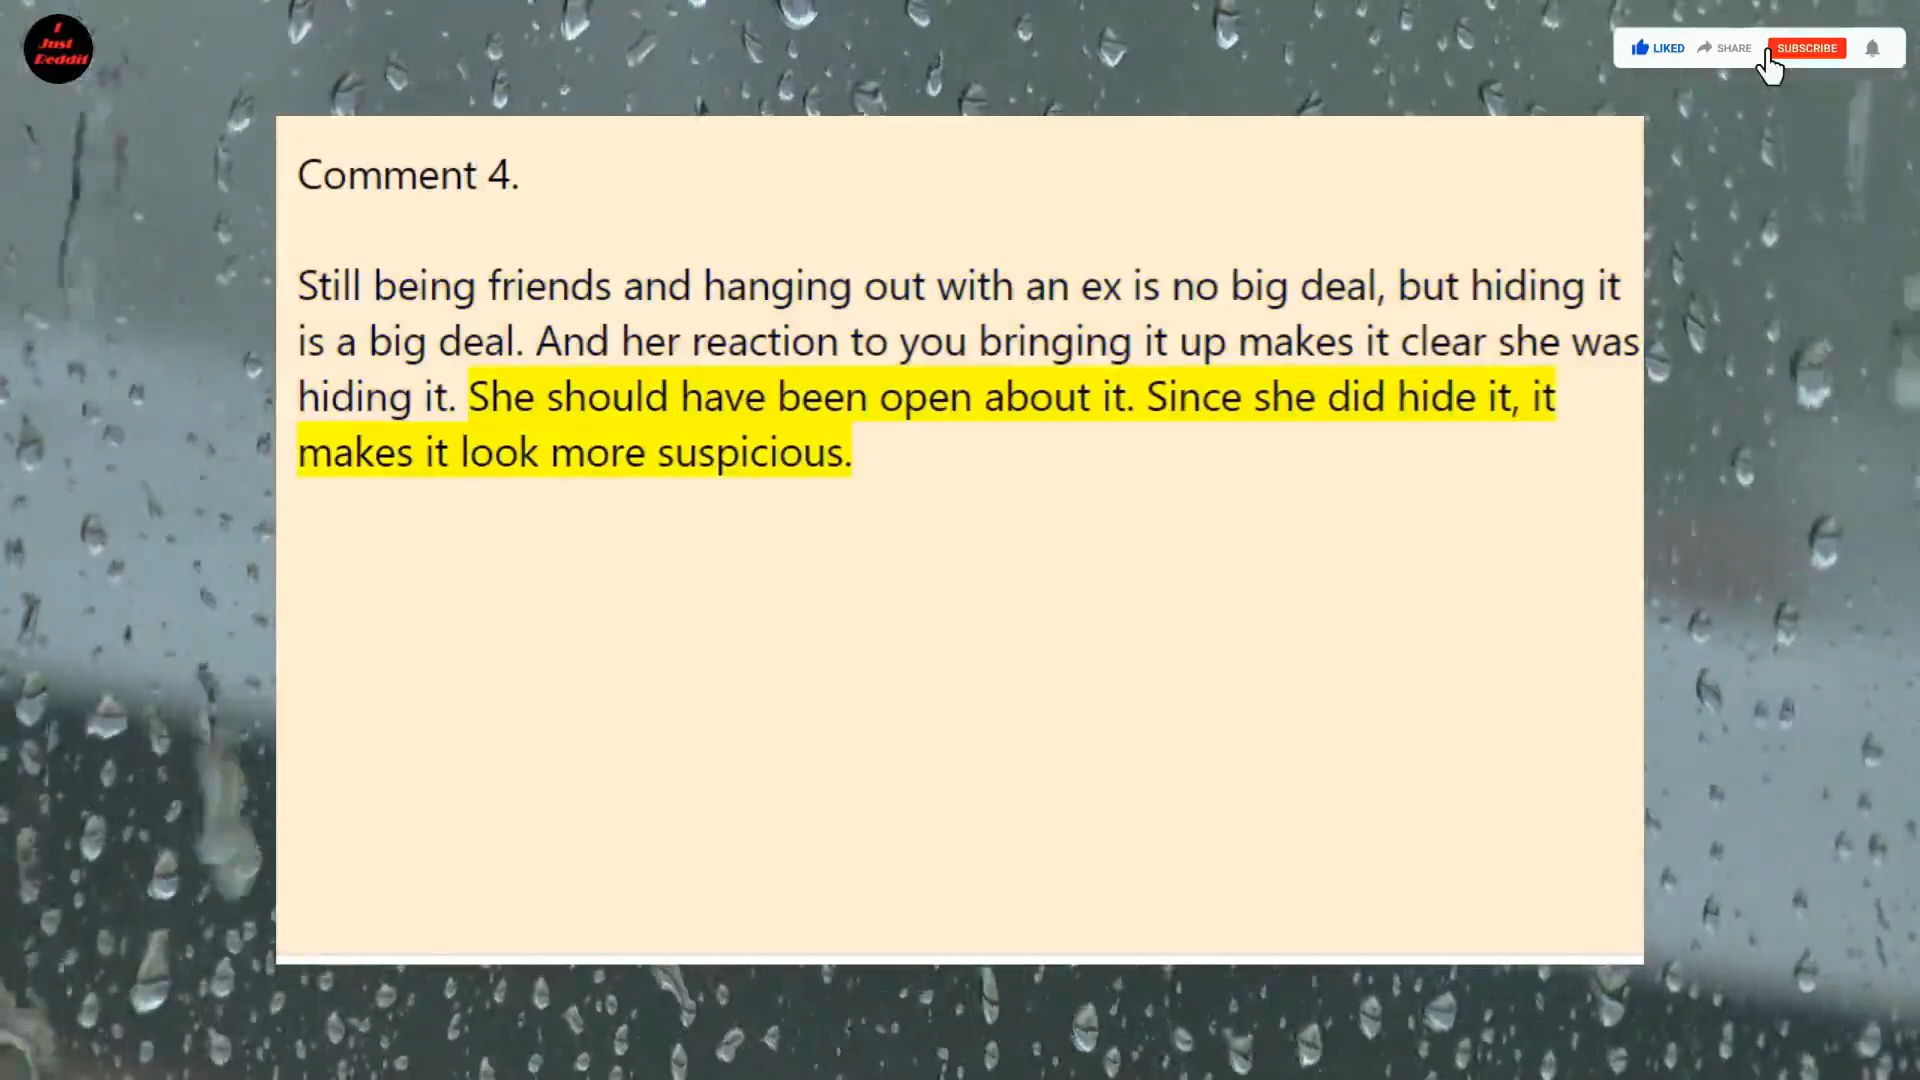 I
Just
Reddit
LIKED SHARE SUBSCRIBE
Comment 4.
Still being friends and hanging out with an ex is no big deal, but hiding it
is a big deal. And her reaction to you bringing it up makes it clear she was
hiding it. She should have been open about it. Since she did hide it, it
makes it look more suspicious.